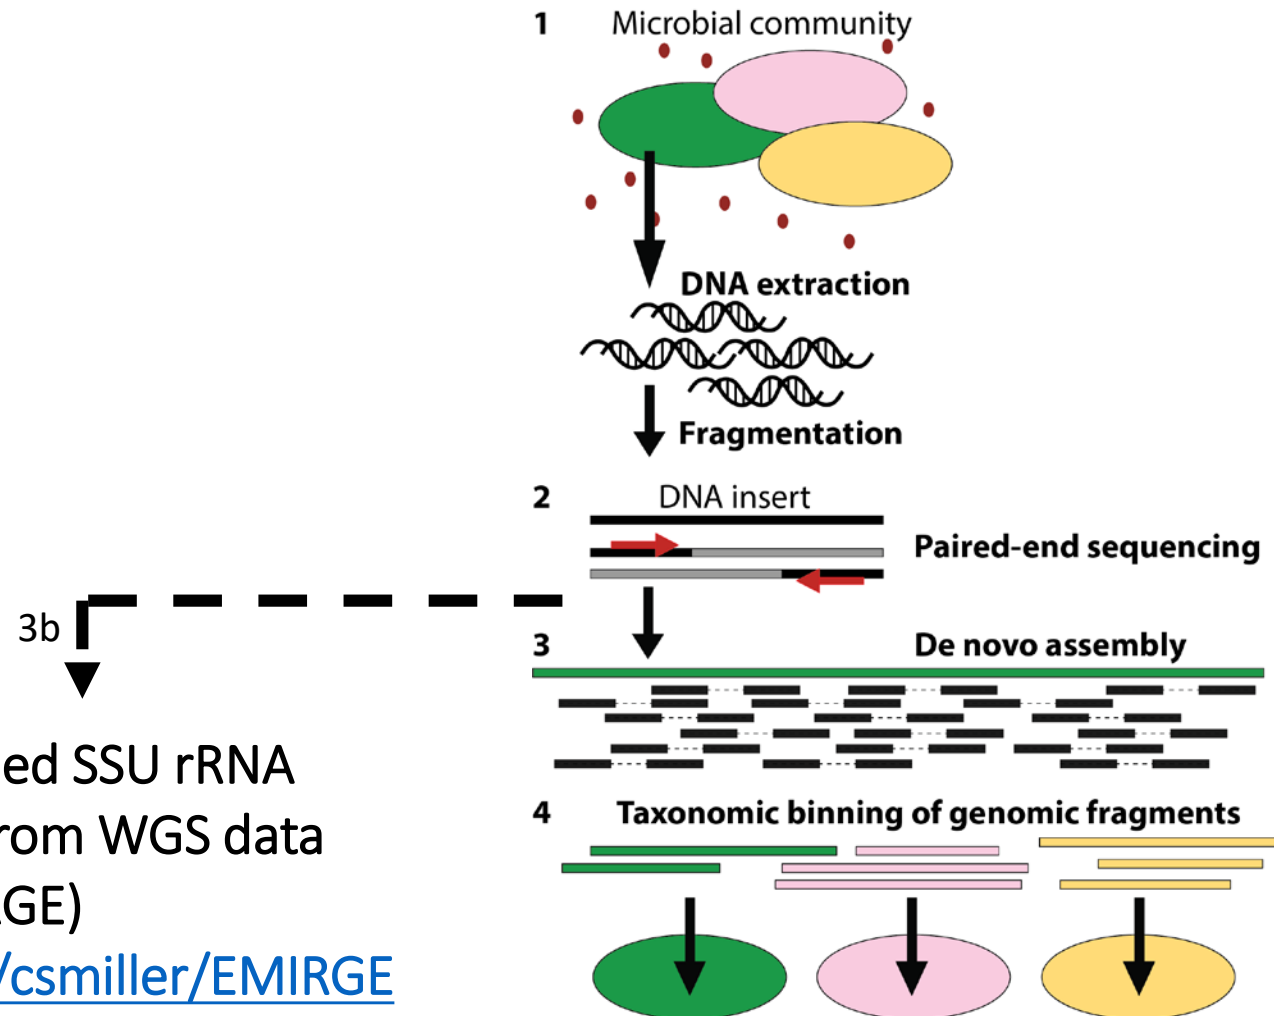 1 Microbial community
DNA extraction
Fragmentation
2 DNA insert
Paired-end sequencing
3b
3 De novo assembly
ed SSU rRNA
rom WGS data
GE)
/csmiller/EMIRGE
4 Taxonomic binning of genomic fragments